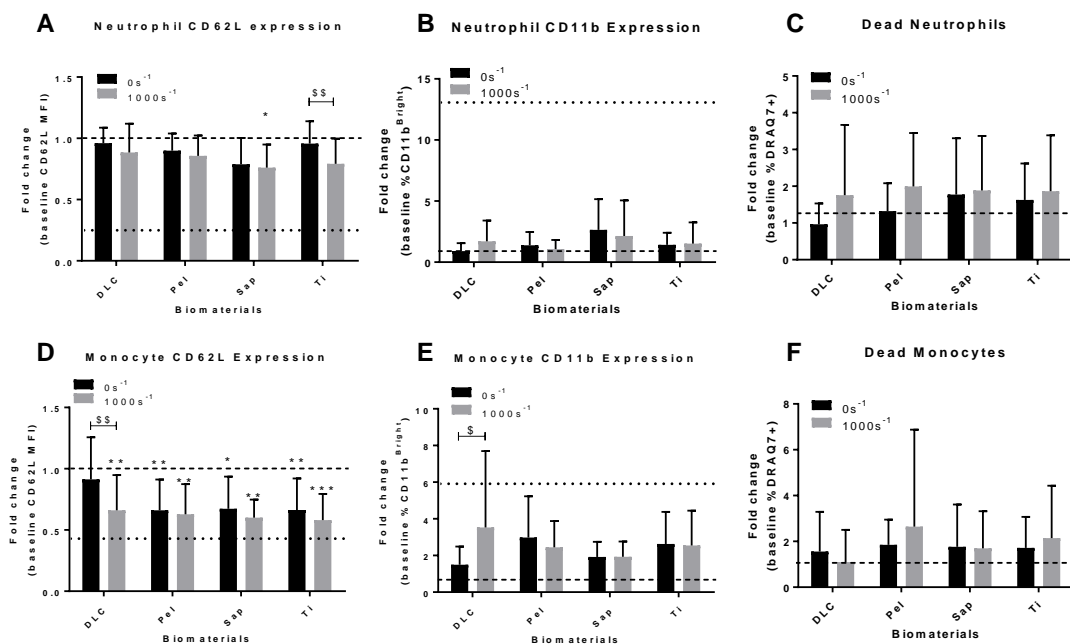 A
Neutrophil CD62L expression
0s⁻¹
1000s⁻¹
$$
*
Fold change
(baseline CD62L MFI)
1.5
1.0
0.5
0.0
DLC
Pel
Sap
Ti
Biomaterials
B
Neutrophil CD11b Expression
0s⁻¹
1000s⁻¹
Fold change
(baseline %CD11bBright)
15
10
5
0
DLC
Pel
Sap
Ti
Biomaterials
C
Dead Neutrophils
0s⁻¹
1000s⁻¹
Fold change
(baseline %DRAQ7+)
5
4
3
2
1
0
DLC
Pel
Sap
Ti
Biomaterials
D
Monocyte CD62L Expression
0s⁻¹
1000s⁻¹
$$
** ** ** * ** ** ***
Fold change
(baseline CD62L MFI)
1.5
1.0
0.5
0.0
DLC
Pel
Sap
Ti
Biomaterials
E
Monocyte CD11b Expression
0s⁻¹
1000s⁻¹
$
Fold change
(baseline %CD11bBright)
10
8
6
4
2
0
DLC
Pel
Sap
Ti
Biomaterials
F
Dead Monocytes
0s⁻¹
1000s⁻¹
Fold change
(baseline %DRAQ7+)
8
6
4
2
0
DLC
Pel
Sap
Ti
Biomaterials